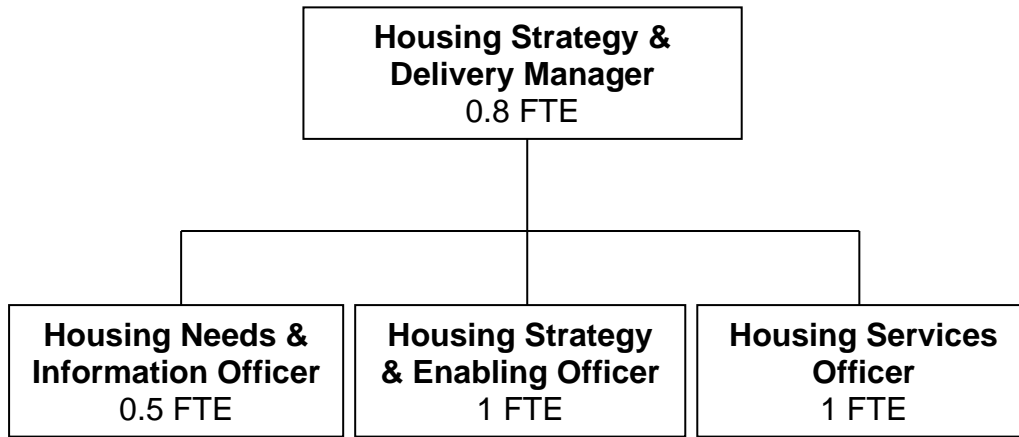 Housing Strategy &
Delivery Manager
0.8 FTE
Housing Needs &
Information Officer
0.5 FTE
Housing Strategy
& Enabling Officer
1 FTE
Housing Services
Officer
1 FTE